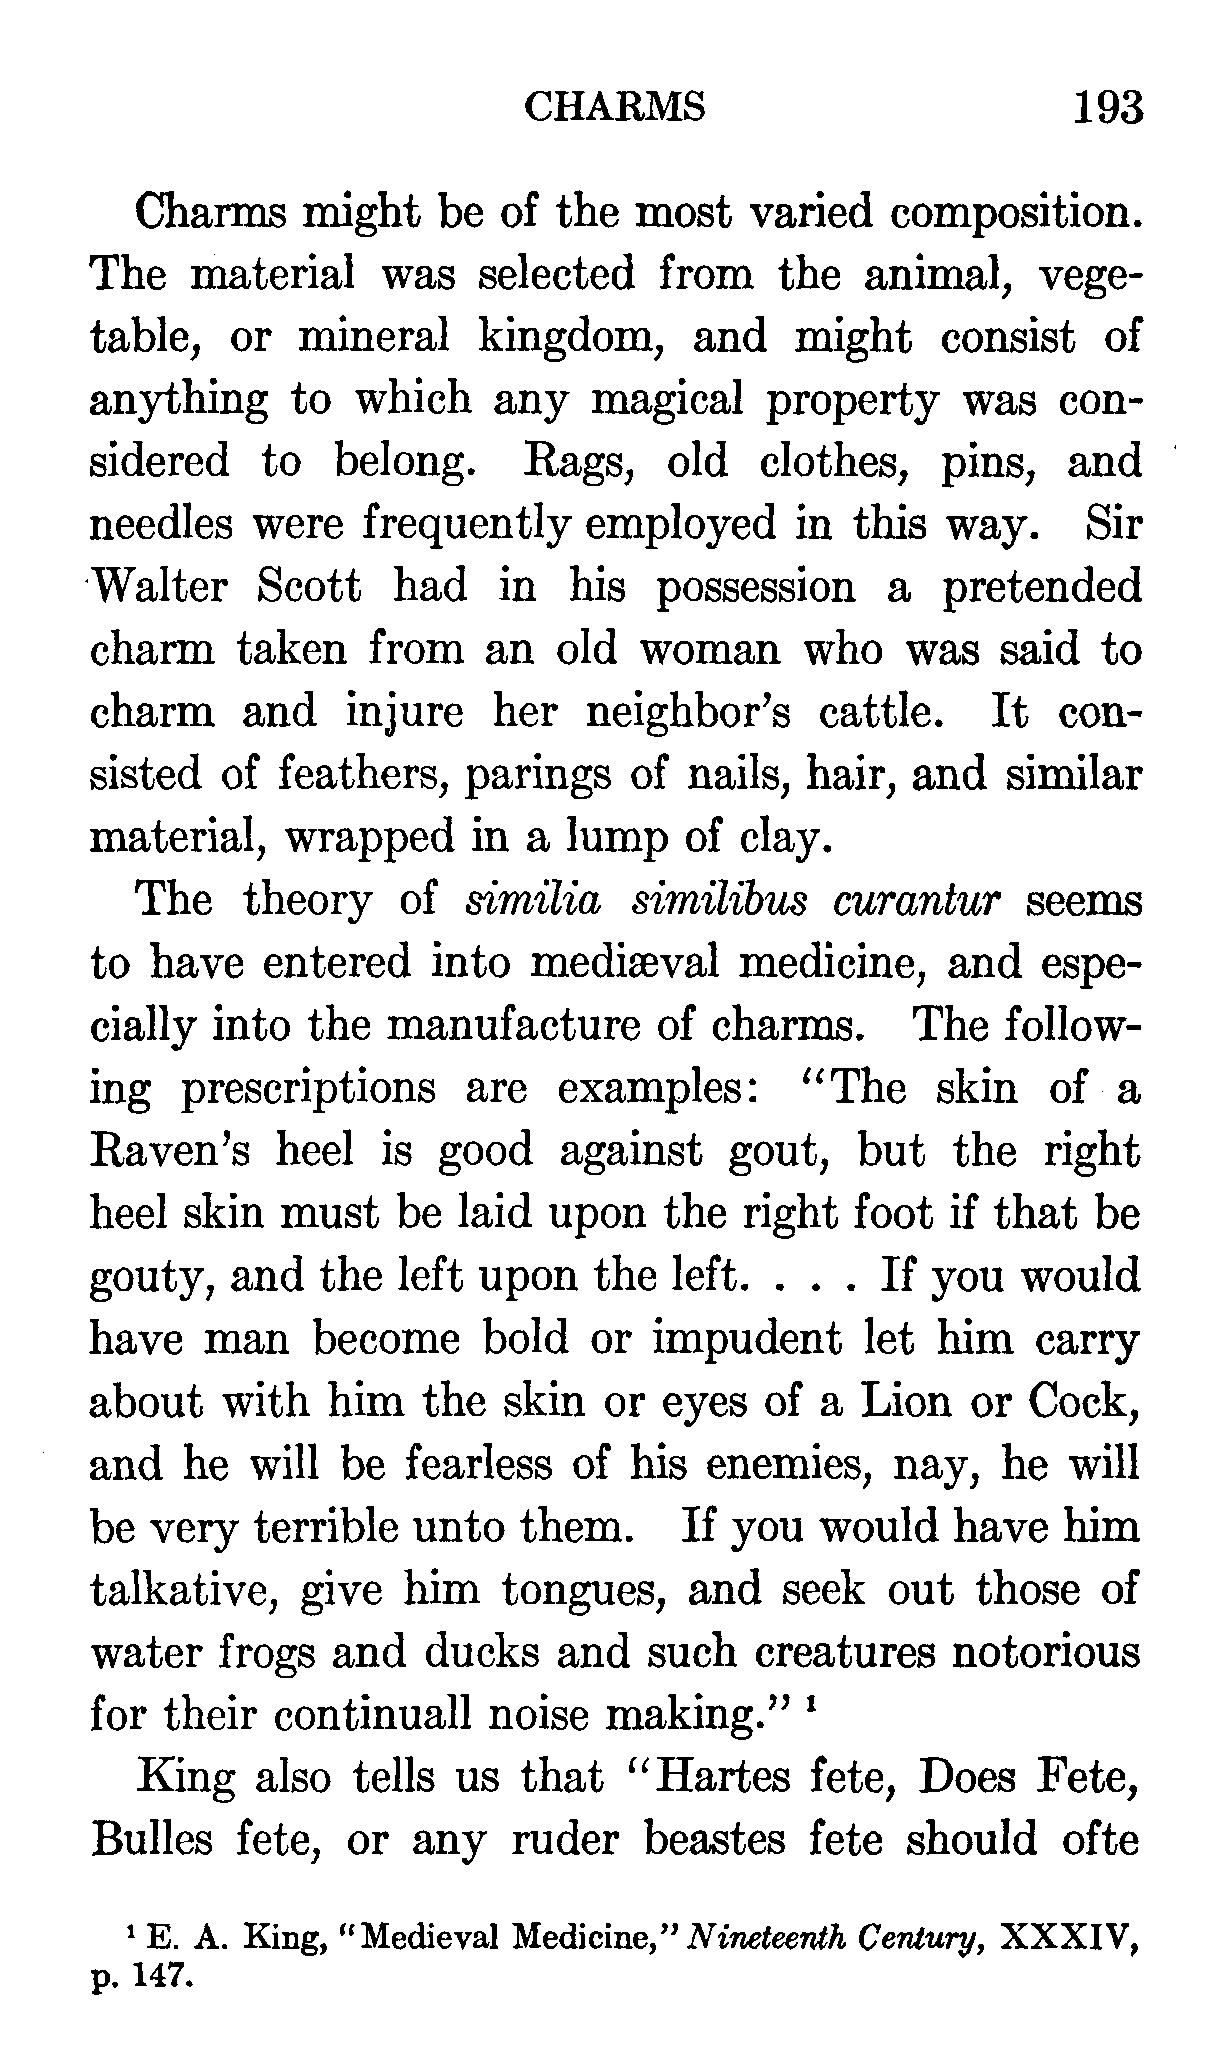 CHARMS 193
Charms might be of the most varied composition.
The material was selected from the animal, vege-
table, or mineral kingdom, and might consist of
anything to which any magical property was con-
sidered to belong. Rags, old clothes, pins, and
needles were frequently employed in this way. Sir
Walter Scott had in his possession a pretended
charm taken from an old woman who was said to
charm and injure her neighbor's cattle. It con-
sisted of feathers, parings of nails, hair, and similar
material, wrapped in a lump of clay.
The theory of similia similibus curantur seems
to have entered into mediæval medicine, and espe-
cially into the manufacture of charms. The follow-
ing prescriptions are examples: "The skin of a
Raven's heel is good against gout, but the right
heel skin must be laid upon the right foot if that be
gouty, and the left upon the left. . . . If you would
have man become bold or impudent let him carry
about with him the skin or eyes of a Lion or Cock,
and he will be fearless of his enemies, nay, he will
be very terrible unto them. If you would have him
talkative, give him tongues, and seek out those of
water frogs and ducks and such creatures notorious
for their continuall noise making." ¹
King also tells us that "Hartes fete, Does Fete,
Bulles fete, or any ruder beastes fete should ofte
¹ E. A. King, "Medieval Medicine," Nineteenth Century, XXXIV,
p. 147.